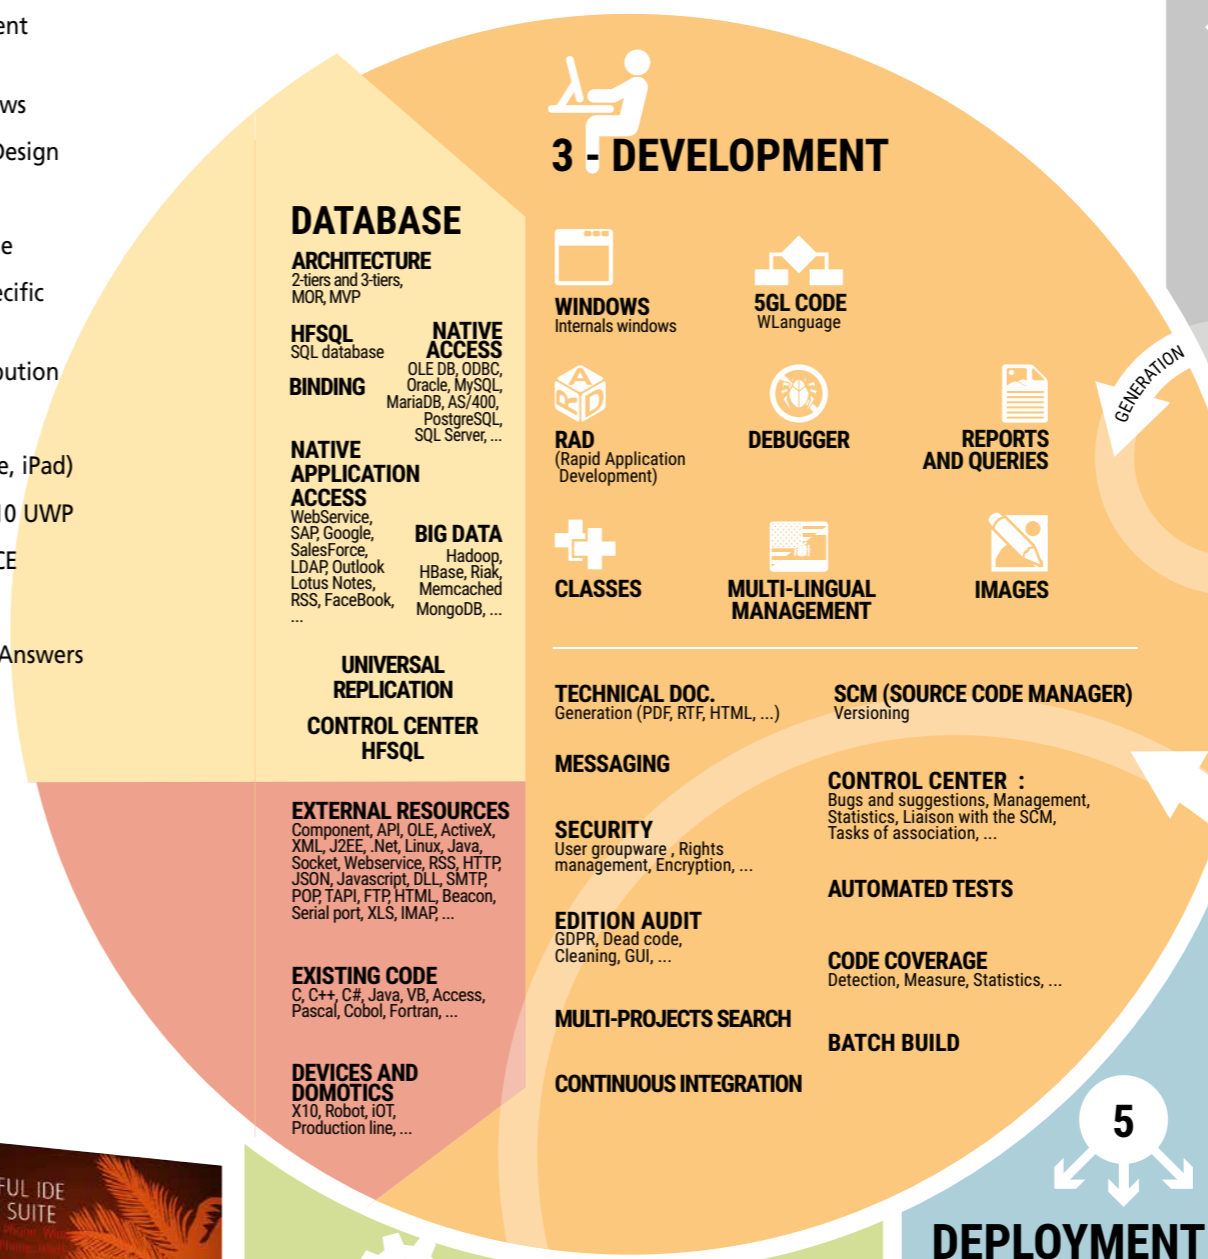 ent
ws
Design
e
ecific
bution
e, iPad)
10 UWP
CE
Answers
3 - DEVELOPMENT
DATABASE
ARCHITECTURE
2-tiers and 3-tiers,
MOR, MVP
HFSQL
SQL database
BINDING
NATIVE
ACCESS
OLE DB, ODBC,
Oracle, MySQL,
MariaDB, AS/400,
PostgreSQL,
SQL Server, ...
NATIVE
APPLICATION
ACCESS
WebService,
SAP, Google,
SalesForce,
LDAP, Outlook
Lotus Notes,
RSS, FaceBook,
...
BIG DATA
Hadoop,
HBase, Riak,
Memcached
MongoDB, ...
UNIVERSAL
REPLICATION
CONTROL CENTER
HFSQL
EXTERNAL RESOURCES
Component, API, OLE, ActiveX,
XML, J2EE, .Net, Linux, Java,
Socket, Webservice, RSS, HTTP,
JSON, Javascript, DLL, SMTP,
POP, TAPI, FTP, HTML, Beacon,
Serial port, XLS, IMAP, ...
EXISTING CODE
C, C++, C#, Java, VB, Access,
Pascal, Cobol, Fortran, ...
DEVICES AND
DOMOTICS
X10, Robot, iOT,
Production line, ...
WINDOWS
Internals windows
5GL CODE
WLanguage
RAD
RAD
(Rapid Application
Development)
DEBUGGER
REPORTS
AND QUERIES
GENERATION
CLASSES
MULTI-LINGUAL
MANAGEMENT
IMAGES
TECHNICAL DOC.
Generation (PDF, RTF, HTML, ...)
MESSAGING
SECURITY
User groupware , Rights
management, Encryption, ...
EDITION AUDIT
GDPR, Dead code,
Cleaning, GUI, ...
MULTI-PROJECTS SEARCH
CONTINUOUS INTEGRATION
SCM (SOURCE CODE MANAGER)
Versioning
CONTROL CENTER :
Bugs and suggestions, Management,
Statistics, Liaison with the SCM,
Tasks of association, ...
AUTOMATED TESTS
CODE COVERAGE
Detection, Measure, Statistics, ...
BATCH BUILD
5
DEPLOYMENT
FUL IDE
SUITE